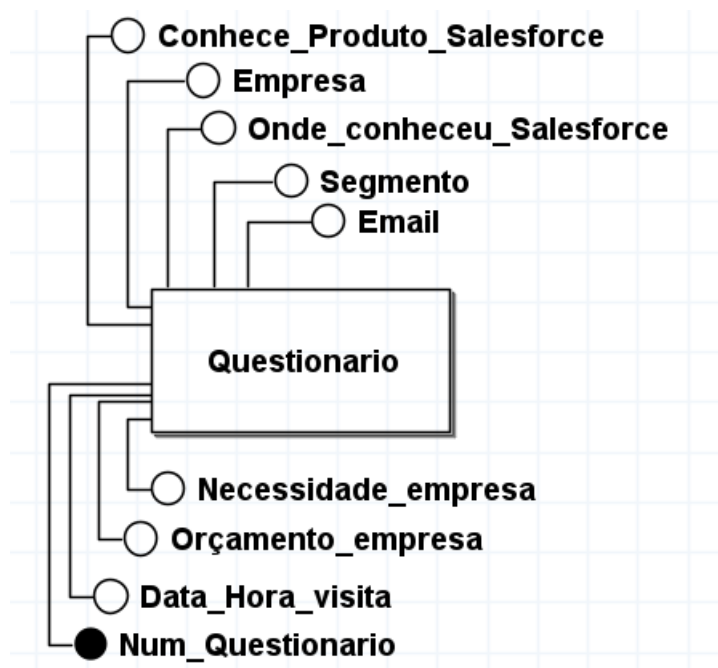 Conhece_Produto_Salesforce
Empresa
Onde_conheceu_Salesforce
Segmento
Email
Questionario
Necessidade_empresa
Orçamento_empresa
Data_Hora_visita
Num_Questionario